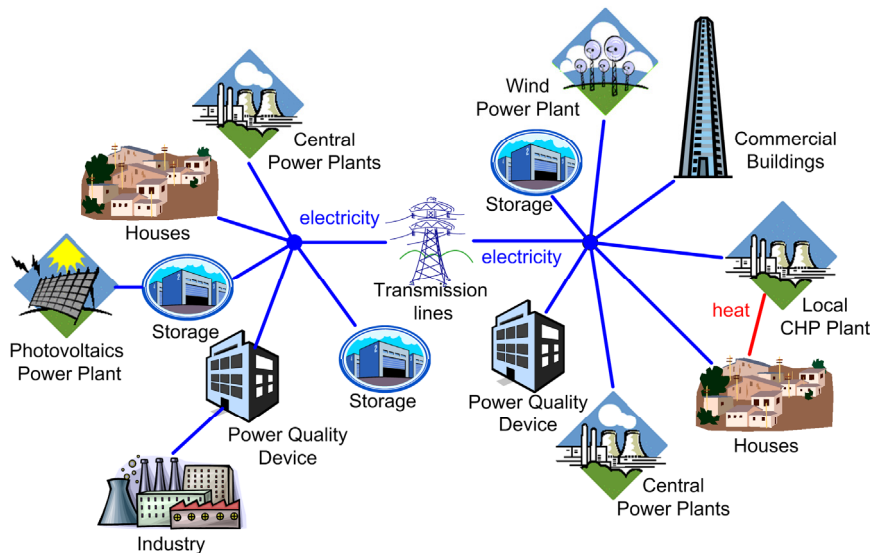 Central
Power Plants
Houses
electricity
Photovoltaics
Power Plant
Storage
Power Quality
Device
Storage
Industry
Transmission
lines
Wind
Power Plant
Storage
Commercial
Buildings
electricity
Local
CHP Plant
heat
Houses
Power Quality
Device
Central
Power Plants